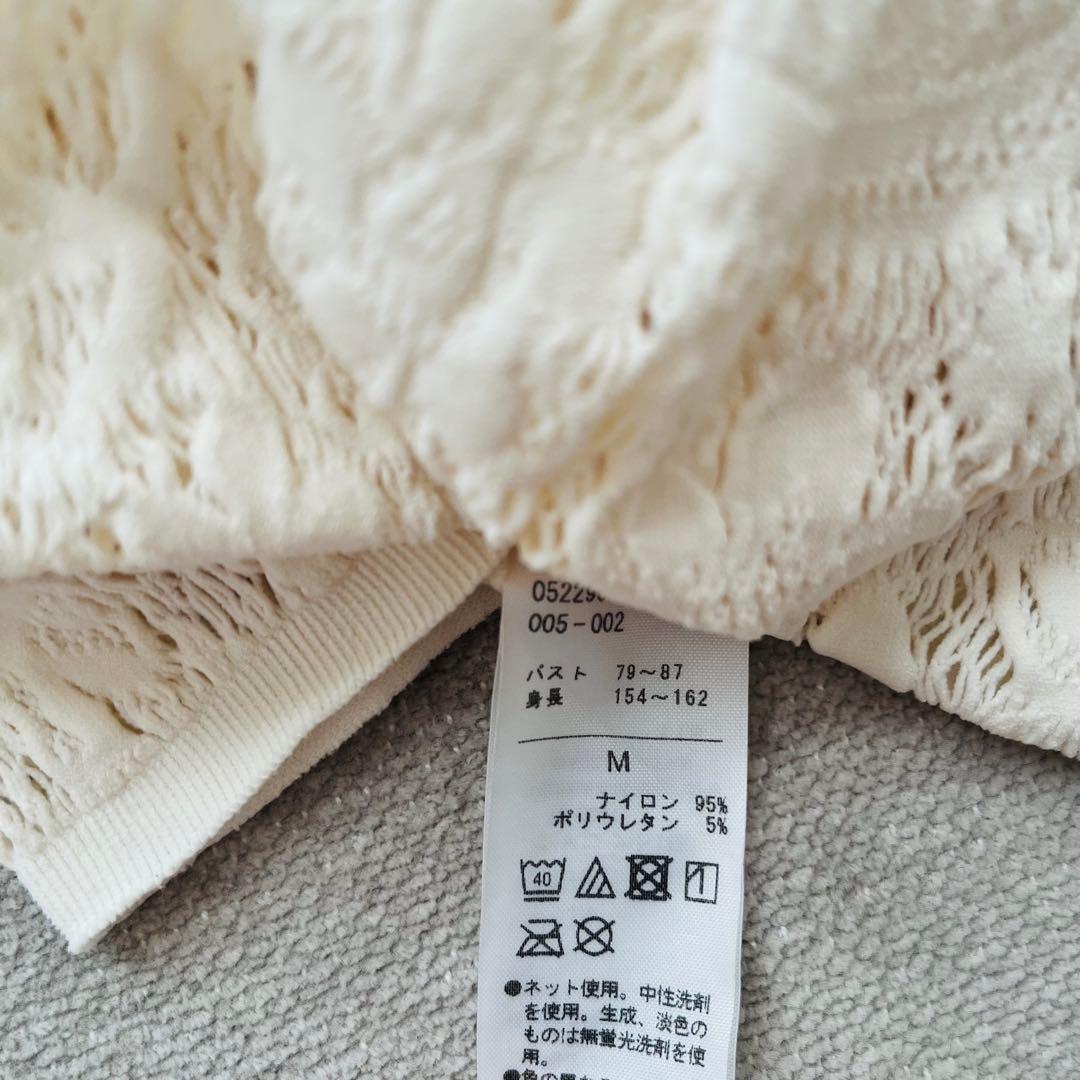 005-002
バスト 79～87
身長 154～162
M
ナイロン 95%
ポリウレタン 5%
40
●ネット使用。中性洗剤
を使用。生成、淡色の
ものは無蛍光洗剤を使
用。